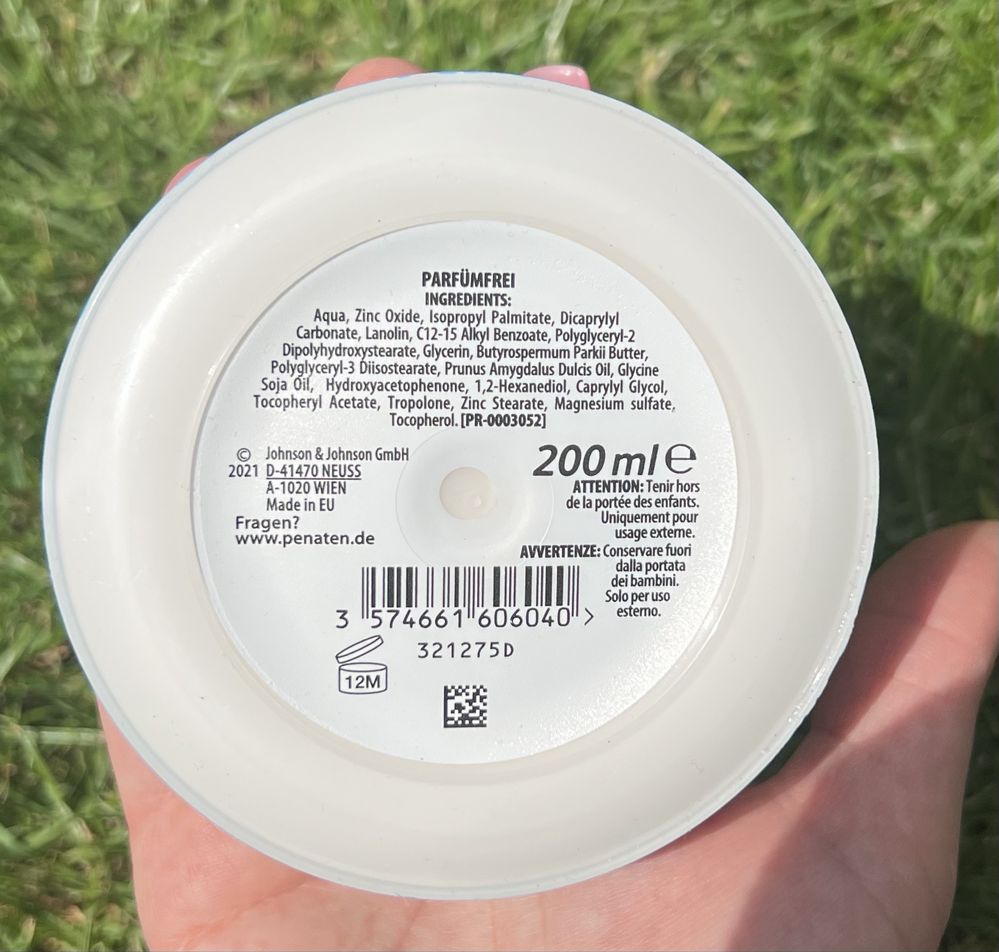 PARFÜMFREI
INGREDIENTS:
Aqua, Zinc Oxide, Isopropyl Palmitate, Dicaprylyl
Carbonate, Lanolin, C12-15 Alkyl Benzoate, Polyglyceryl-2
Dipolyhydroxystearate, Glycerin, Butyrospermum Parkii Butter,
Polyglyceryl-3 Diisostearate, Prunus Amygdalus Dulcis Oil, Glycine
Soja Oil, Hydroxyacetophenone, 1,2-Hexanediol, Caprylyl Glycol,
Tocopheryl Acetate, Tropolone, Zinc Stearate, Magnesium sulfate,
Tocopherol. [PR-0003052]
© Johnson & Johnson GmbH
2021 D-41470 NEUSS
A-1020 WIEN
Made in EU
Fragen?
www.penaten.de
200 ml ℮
ATTENTION: Tenir hors
de la portée des enfants.
Uniquement pour
usage externe.
AVVERTENZE: Conservare fuori
dalla portata
dei bambini.
Solo per uso
esterno.
3 574661 606040 >
321275D
12M